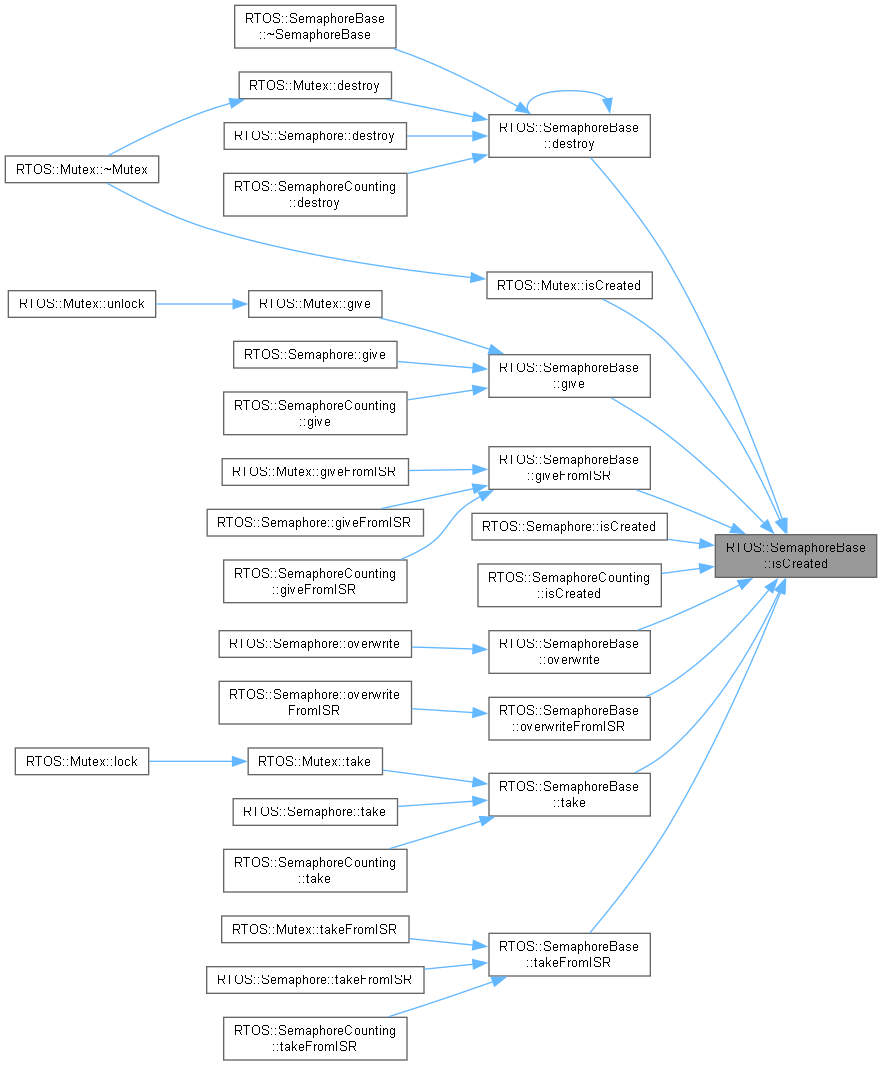 RTOS::SemaphoreBase
::~SemaphoreBase
RTOS::Mutex::destroy
RTOS::SemaphoreBase
::destroy
RTOS::Semaphore::destroy
RTOS::Mutex::~Mutex
RTOS::SemaphoreCounting
::destroy
RTOS::Mutex::isCreated
RTOS::Mutex::unlock
RTOS::Mutex::give
RTOS::Semaphore::give
RTOS::SemaphoreBase
::give
RTOS::SemaphoreCounting
::give
RTOS::Mutex::giveFromISR
RTOS::SemaphoreBase
::giveFromISR
RTOS::Semaphore::giveFromISR
RTOS::Semaphore::isCreated
RTOS::SemaphoreBase
::isCreated
RTOS::SemaphoreCounting
::giveFromISR
RTOS::SemaphoreCounting
::isCreated
RTOS::Semaphore::overwrite
RTOS::SemaphoreBase
::overwrite
RTOS::Semaphore::overwrite
FromISR
RTOS::SemaphoreBase
::overwriteFromISR
RTOS::Mutex::lock
RTOS::Mutex::take
RTOS::SemaphoreBase
::take
RTOS::Semaphore::take
RTOS::SemaphoreCounting
::take
RTOS::Mutex::takeFromISR
RTOS::SemaphoreBase
::takeFromISR
RTOS::Semaphore::takeFromISR
RTOS::SemaphoreCounting
::takeFromISR